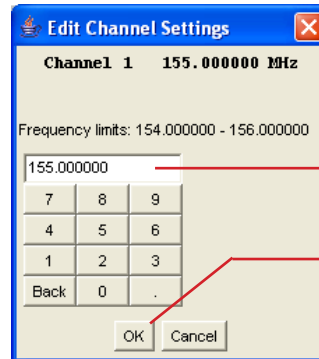 Edit Channel Settings
Channel 1 155.000000 MHz
Frequency limits: 154.000000 - 156.000000
155.000000
7 8 9
4 5 6
1 2 3
Back 0 .
OK Cancel